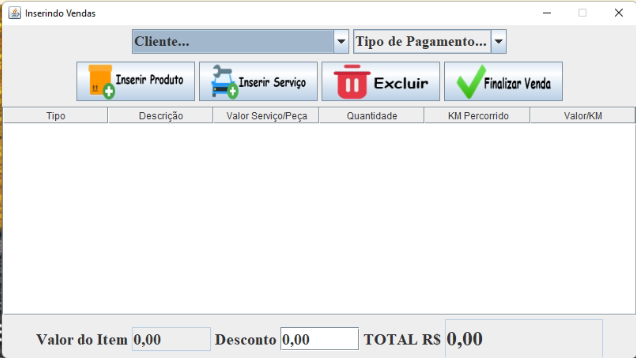 Inserindo Vendas
Cliente... Tipo de Pagamento...
Inserir Produto Inserir Serviço Excluir Finalizar Venda
Tipo Descrição Valor Serviço/Peça Quantidade KM Percorrido Valor/KM
Valor do Item 0,00 Desconto 0,00 TOTAL R$ 0,00